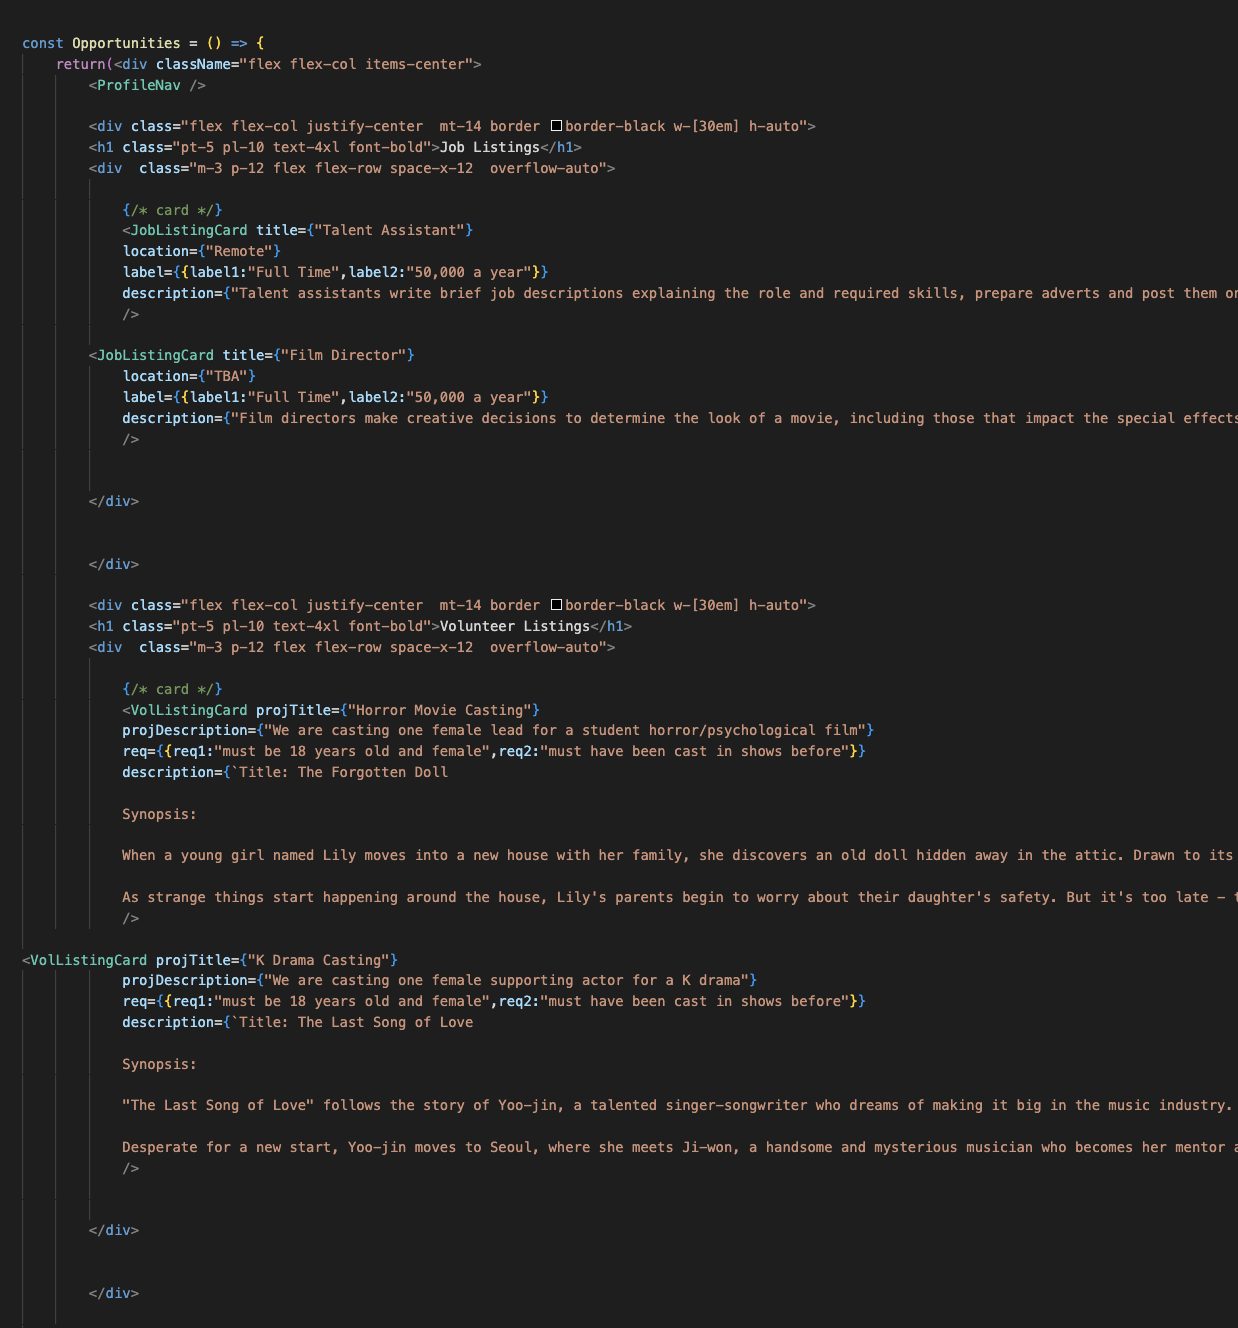 const Opportunities = () => {
return(<div className="flex flex-col items-center">
<ProfileNav />
<div class="flex flex-col justify-center  mt-14 border border-black w-[30em] h-auto">
<h1 class="pt-5 pl-10 text-4xl font-bold">Job Listings</h1>
<div  class="m-3 p-12 flex flex-row space-x-12  overflow-auto">
{/* card */}
<JobListingCard title={"Talent Assistant"}
location={"Remote"}
label={{label1:"Full Time",label2:"50,000 a year"}}
description={"Talent assistants write brief job descriptions explaining the role and required skills, prepare adverts and post them
/>
<JobListingCard title={"Film Director"}
location={"TBA"}
label={{label1:"Full Time",label2:"50,000 a year"}}
description={"Film directors make creative decisions to determine the look of a movie, including those that impact the special effects
/>
</div>
</div>
<div class="flex flex-col justify-center  mt-14 border border-black w-[30em] h-auto">
<h1 class="pt-5 pl-10 text-4xl font-bold">Volunteer Listings</h1>
<div  class="m-3 p-12 flex flex-row space-x-12  overflow-auto">
{/* card */}
<VolListingCard projTitle={"Horror Movie Casting"}
projDescription={"We are casting one female lead for a student horror/psychological film"}
req={{req1:"must be 18 years old and female",req2:"must have been cast in shows before"}}
description={`Title: The Forgotten Doll
Synopsis:
When a young girl named Lily moves into a new house with her family, she discovers an old doll hidden away in the attic. Drawn to its
As strange things start happening around the house, Lily's parents begin to worry about their daughter's safety. But it's too late –
/>
<VolListingCard projTitle={"K Drama Casting"}
projDescription={"We are casting one female supporting actor for a K drama"}
req={{req1:"must be 18 years old and female",req2:"must have been cast in shows before"}}
description={`Title: The Last Song of Love
Synopsis:
"The Last Song of Love" follows the story of Yoo-jin, a talented singer-songwriter who dreams of making it big in the music industry.
Desperate for a new start, Yoo-jin moves to Seoul, where she meets Ji-won, a handsome and mysterious musician who becomes her mentor
/>
</div>
</div>